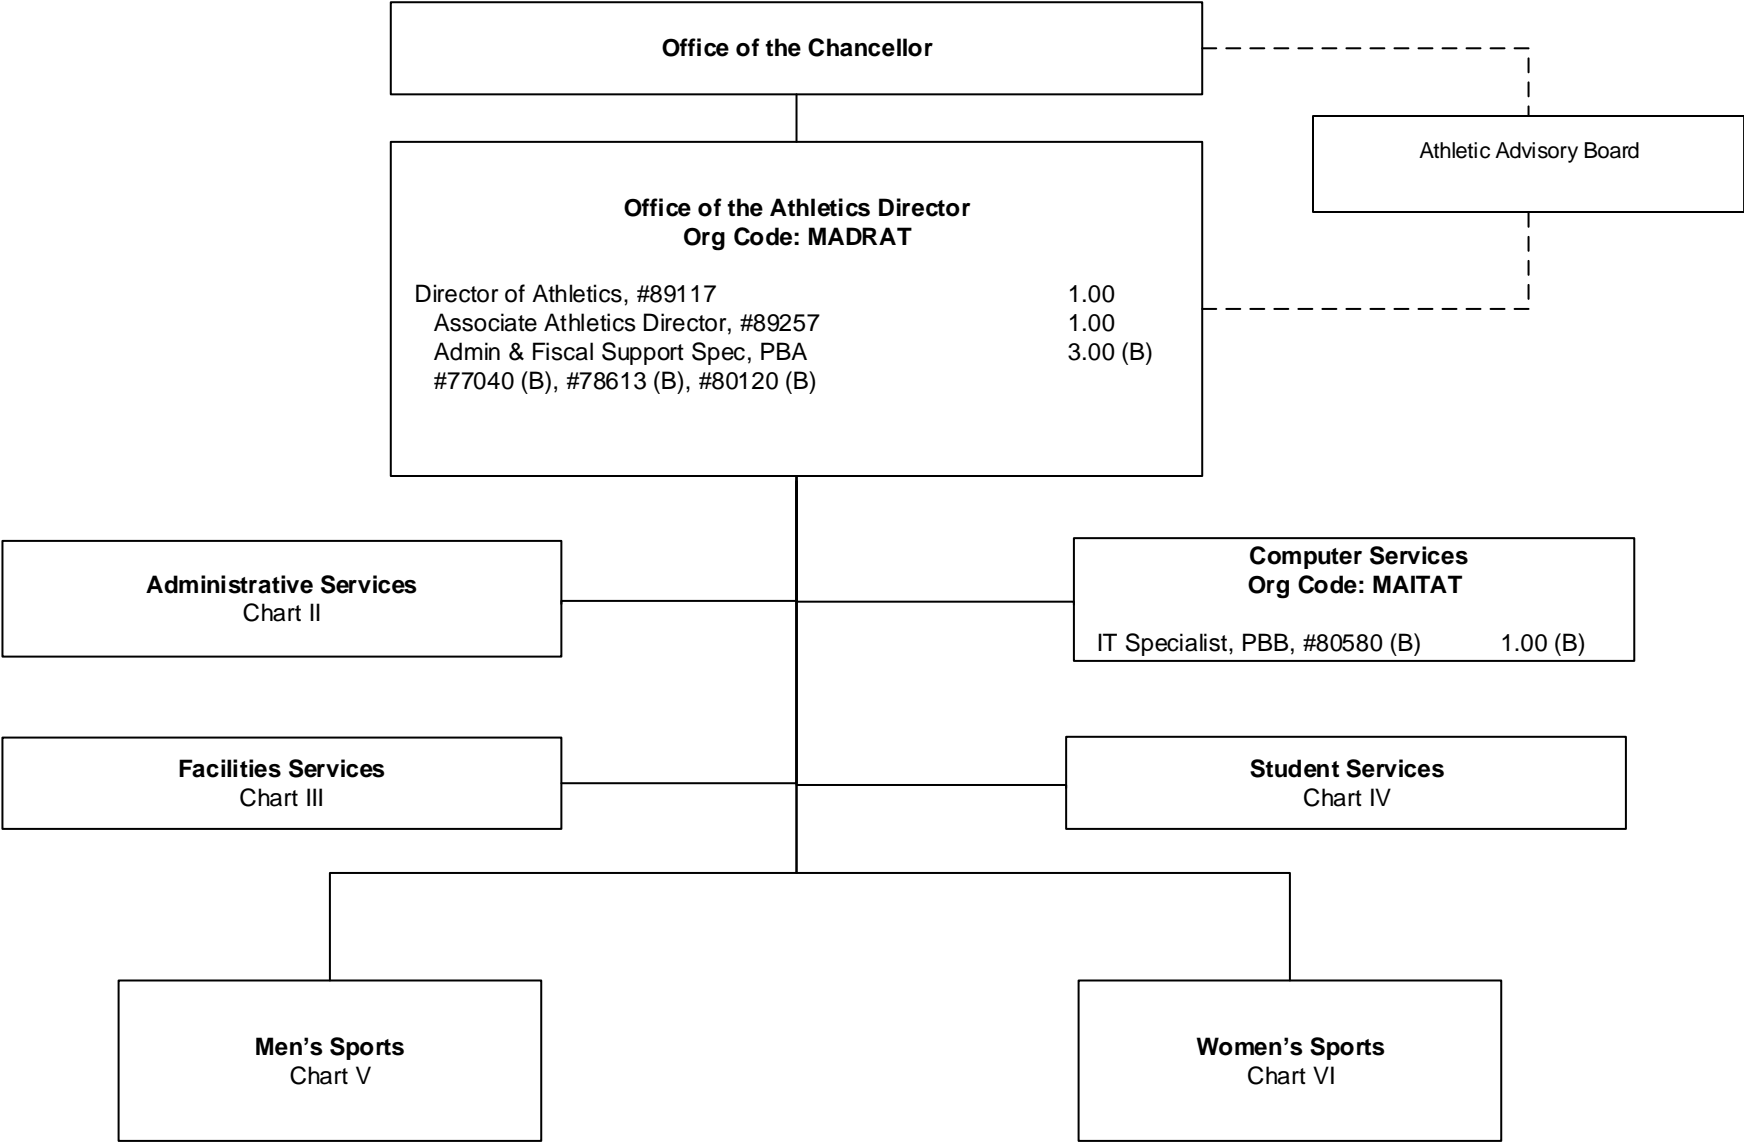 Office of the Chancellor
Athletic Advisory Board
Office of the Athletics Director
Org Code: MADRAT
Director of Athletics, #89117 1.00
Associate Athletics Director, #89257 1.00
Admin & Fiscal Support Spec, PBA 3.00 (B)
#77040 (B), #78613 (B), #80120 (B)
Administrative Services
Chart II
Computer Services
Org Code: MAITAT
IT Specialist, PBB, #80580 (B) 1.00 (B)
Facilities Services
Chart III
Student Services
Chart IV
Men’s Sports
Chart V
Women’s Sports
Chart VI